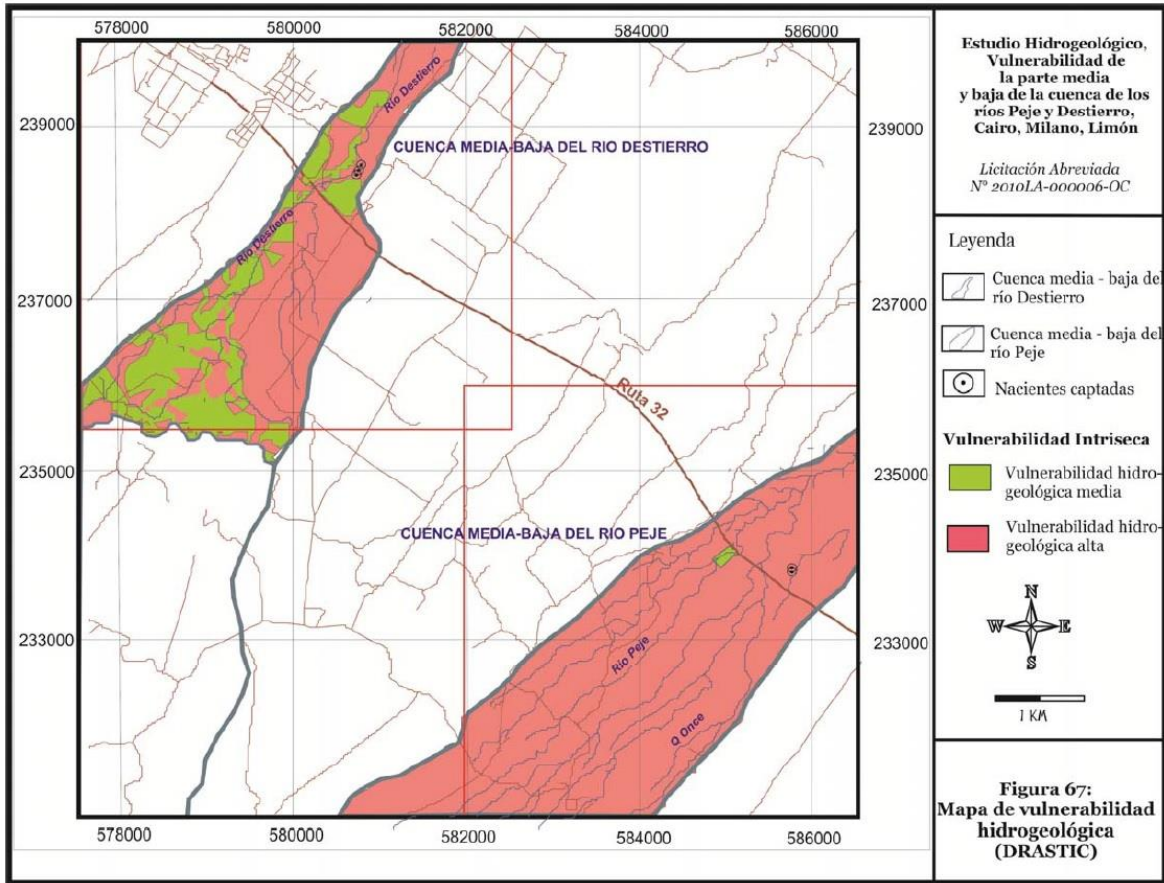 578000
580000
582000
584000
586000
239000
239000
237000
237000
235000
235000
233000
233000
Río Destierro
CUENCA MEDIA-BAJA DEL RIO DESTIERRO
Río Destierro
Ruta 32
CUENCA MEDIA-BAJA DEL RIO PEJE
Río Peje
Q Once
578000
580000
582000
584000
586000
Estudio Hidrogeológico,
Vulnerabilidad de
la parte media
y baja de la cuenca de los
ríos Peje y Destierro,
Cairo, Milano, Limón
Licitación Abreviada
N° 2010LA-000006-OC
Leyenda
Cuenca media - baja del
río Destierro
Cuenca media - baja del
río Peje
Nacientes captadas
Vulnerabilidad Intriseca
Vulnerabilidad hidro-
geológica media
Vulnerabilidad hidro-
geológica alta
N
W E
S
1 KM
Figura 67:
Mapa de vulnerabilidad
hidrogeológica
(DRASTIC)